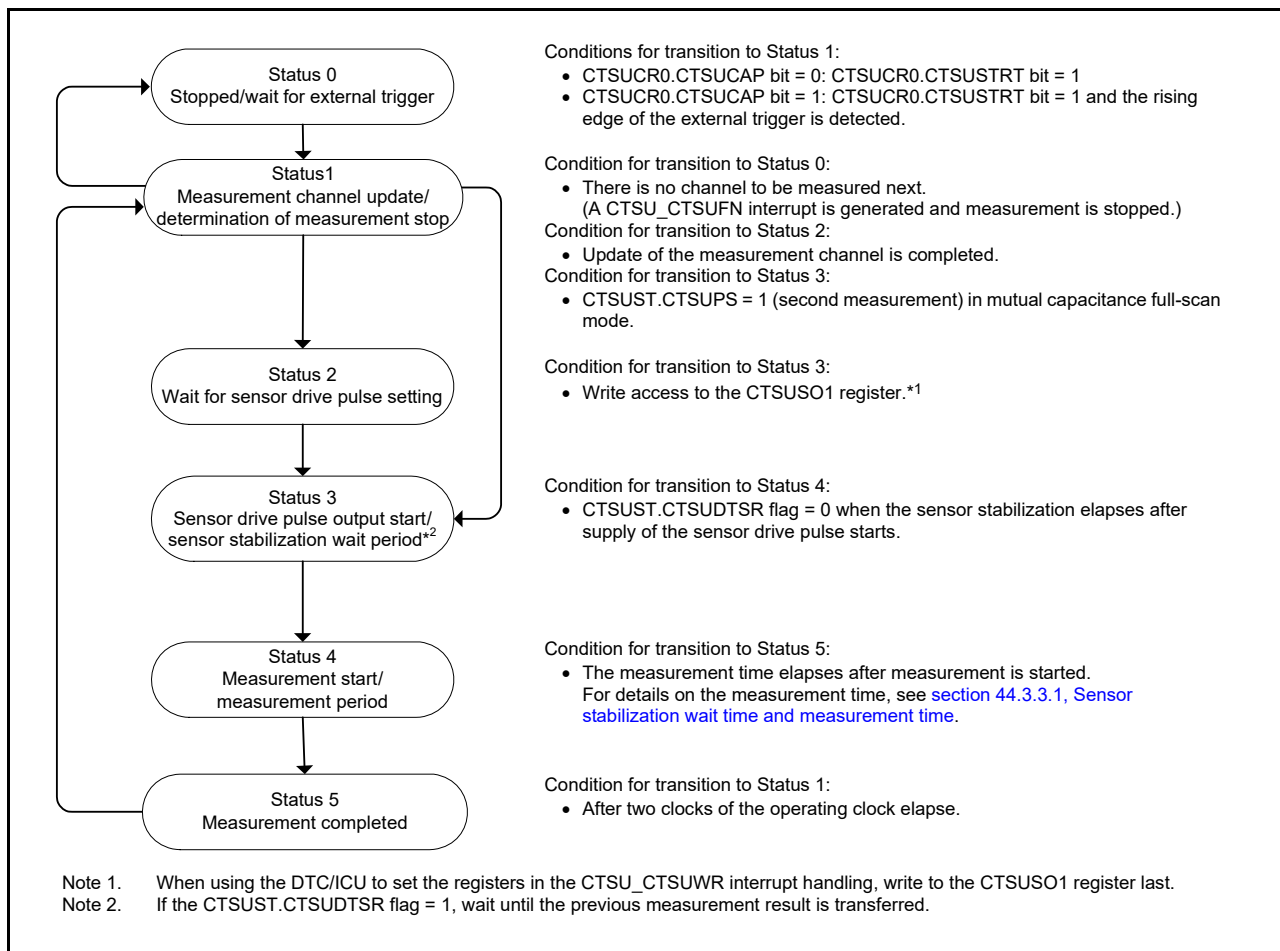 Status 0
Stopped/wait for external trigger
Conditions for transition to Status 1:
• CTSUCR0.CTSUCAP bit = 0: CTSUCR0.CTSUSTRT bit = 1
• CTSUCR0.CTSUCAP bit = 1: CTSUCR0.CTSUSTRT bit = 1 and the rising
edge of the external trigger is detected.
Status1
Measurement channel update/
determination of measurement stop
Condition for transition to Status 0:
• There is no channel to be measured next.
(A CTSU_CTSUFN interrupt is generated and measurement is stopped.)
Condition for transition to Status 2:
• Update of the measurement channel is completed.
Condition for transition to Status 3:
• CTSUST.CTSUPS = 1 (second measurement) in mutual capacitance full-scan
mode.
Status 2
Wait for sensor drive pulse setting
Condition for transition to Status 3:
• Write access to the CTSUSO1 register.*1
Status 3
Sensor drive pulse output start/
sensor stabilization wait period*2
Condition for transition to Status 4:
• CTSUST.CTSUDTSR flag = 0 when the sensor stabilization elapses after
supply of the sensor drive pulse starts.
Status 4
Measurement start/
measurement period
Condition for transition to Status 5:
• The measurement time elapses after measurement is started.
For details on the measurement time, see section 44.3.3.1, Sensor
stabilization wait time and measurement time.
Status 5
Measurement completed
Condition for transition to Status 1:
• After two clocks of the operating clock elapse.
Note 1. When using the DTC/ICU to set the registers in the CTSU_CTSUWR interrupt handling, write to the CTSUSO1 register last.
Note 2. If the CTSUST.CTSUDTSR flag = 1, wait until the previous measurement result is transferred.